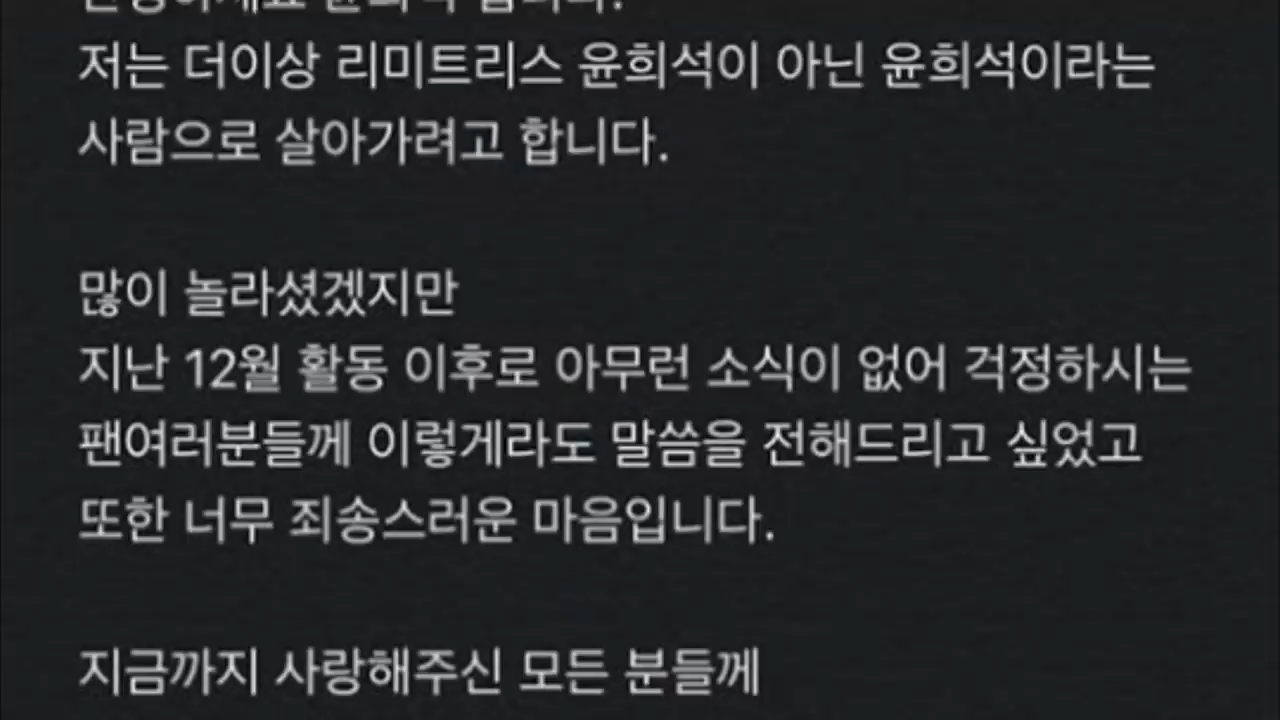 저는 더이상 리미트리스 윤희석이 아닌 윤희석이라는
사람으로 살아가려고 합니다.
많이 놀라셨겠지만
지난 12월 활동 이후로 아무런 소식이 없어 걱정하시는
팬여러분들께 이렇게라도 말씀을 전해드리고 싶었고
또한 너무 죄송스러운 마음입니다.
지금까지 사랑해주신 모든 분들께